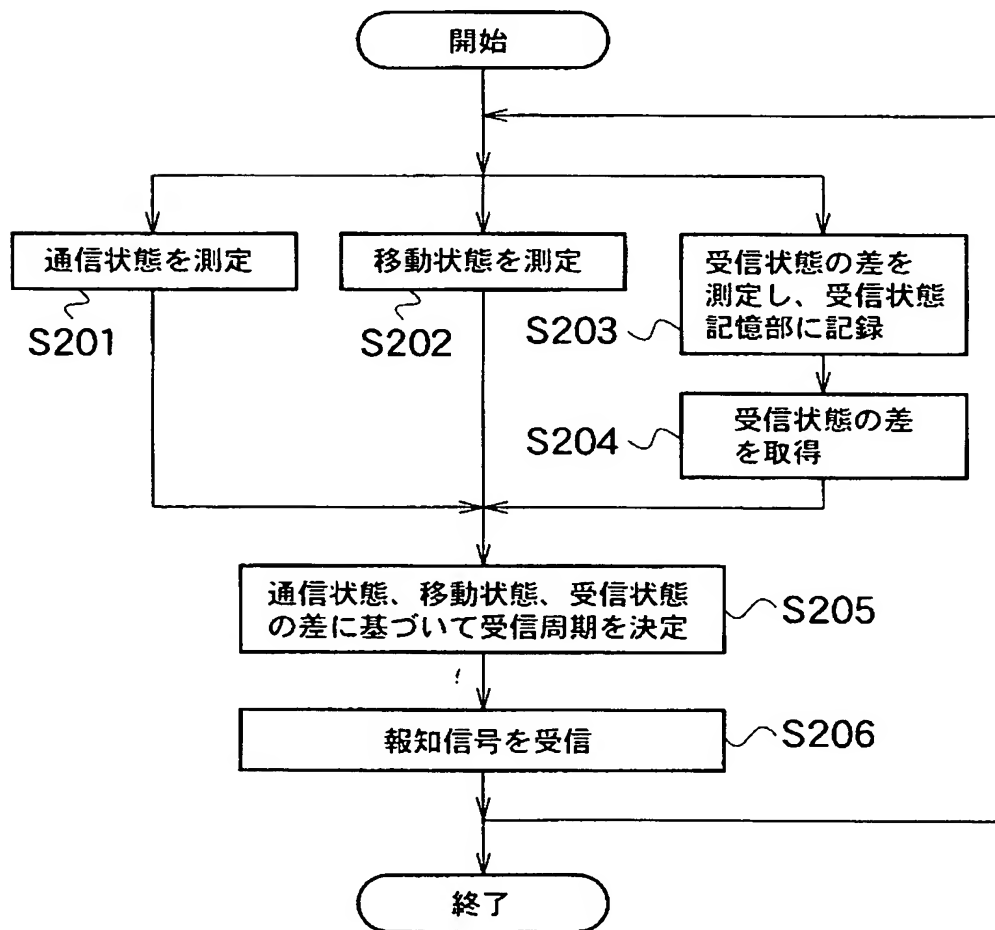 開始
通信状態を測定
S201
移動状態を測定
S202
受信状態の差を
測定し、受信状態
記憶部に記録
S203
受信状態の差
を取得
S204
通信状態、移動状態、受信状態
の差に基づいて受信周期を決定
S205
報知信号を受信
S206
終了